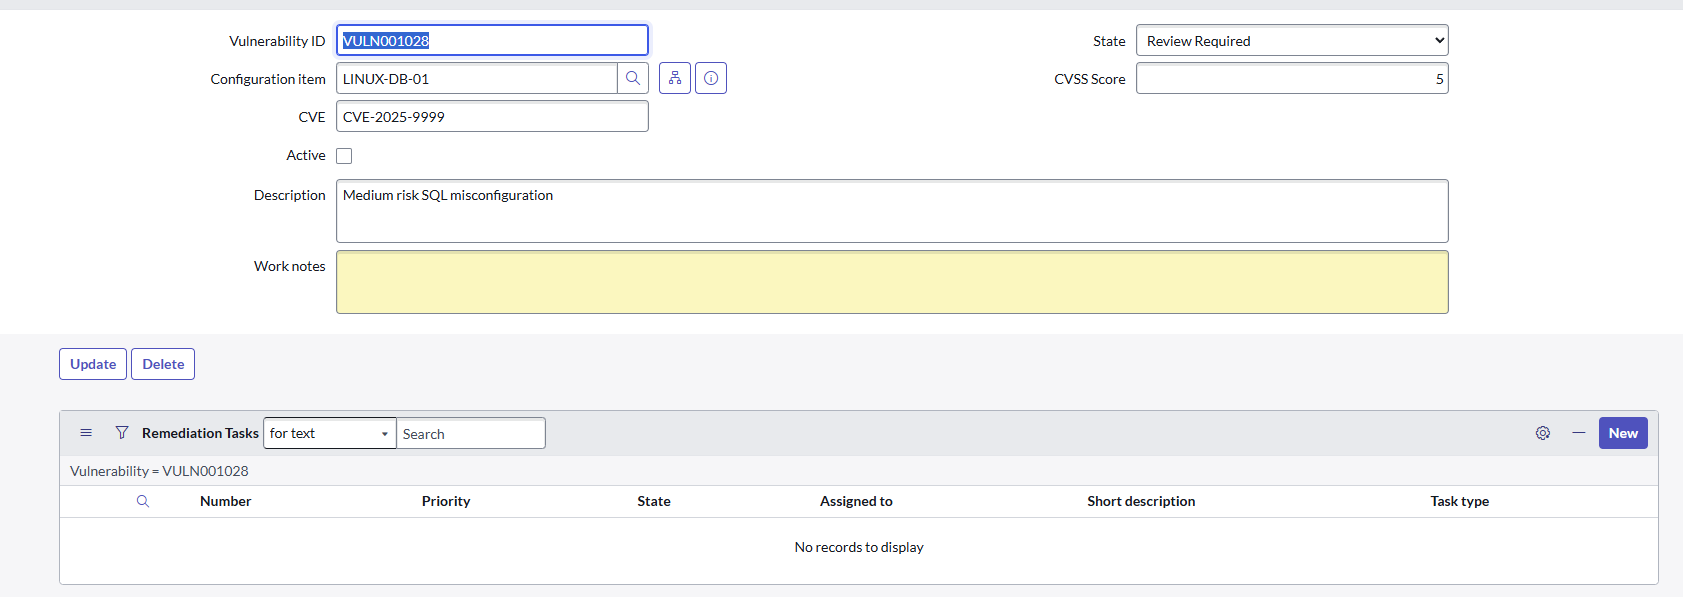 Vulnerability ID VULN001028 State Review Required
Configuration item LINUX-DB-01 CVSS Score 5
CVE CVE-2025-9999
Active
Description Medium risk SQL misconfiguration
Work notes
Update Delete
Remediation Tasks for text Search New
Vulnerability = VULN001028
Number Priority State Assigned to Short description Task type
No records to display